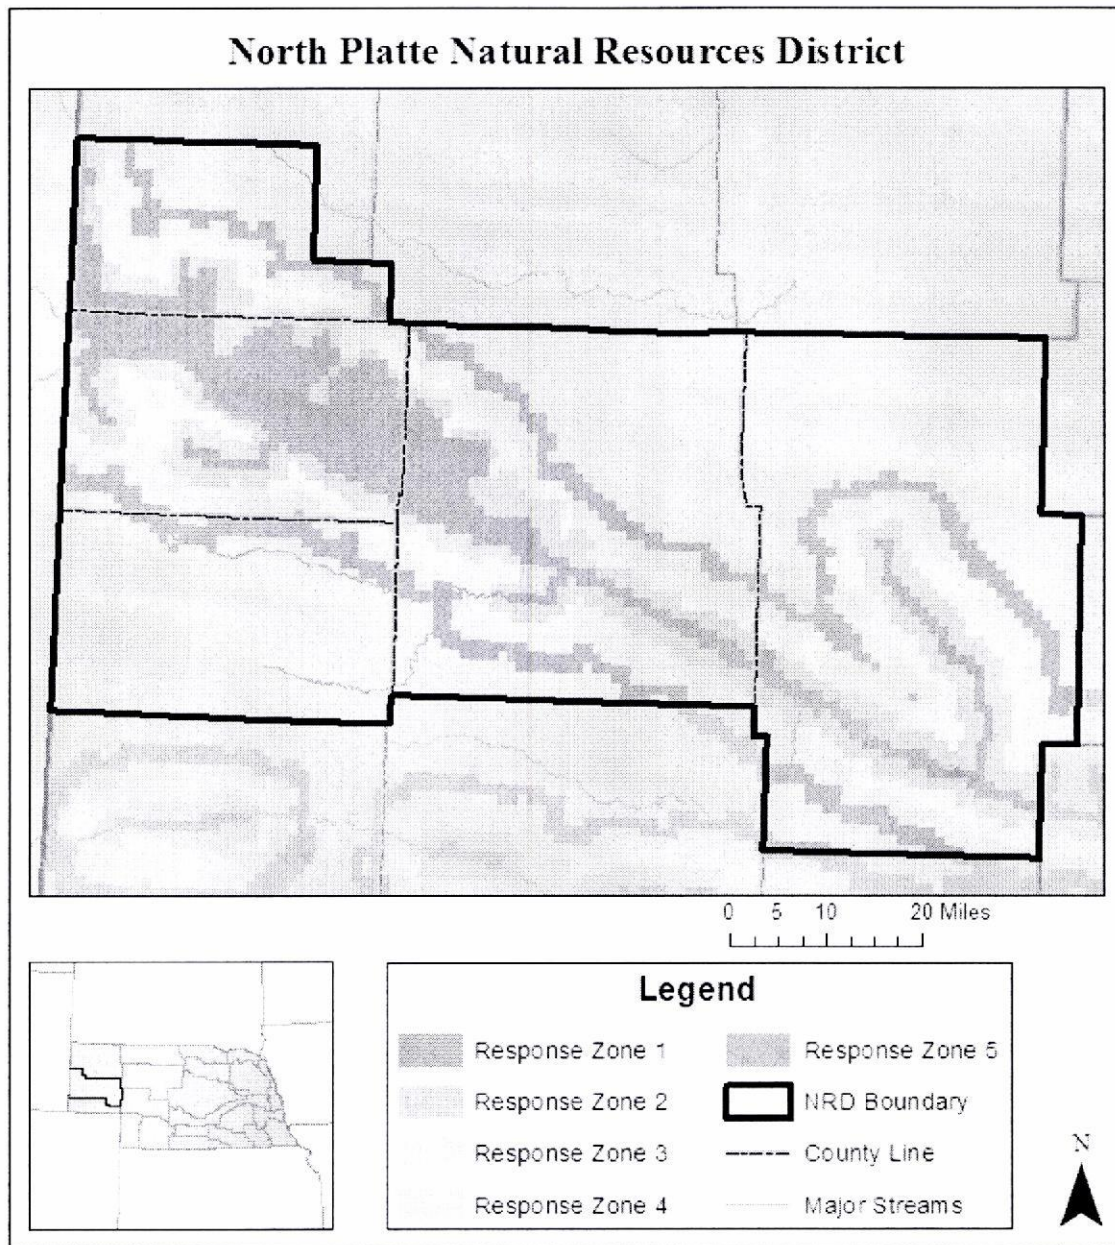 North Platte Natural Resources District
0 5 10 20 Miles
Legend
Response Zone 1
Response Zone 2
Response Zone 3
Response Zone 4
Response Zone 5
NRD Boundary
County Line
Major Streams
N